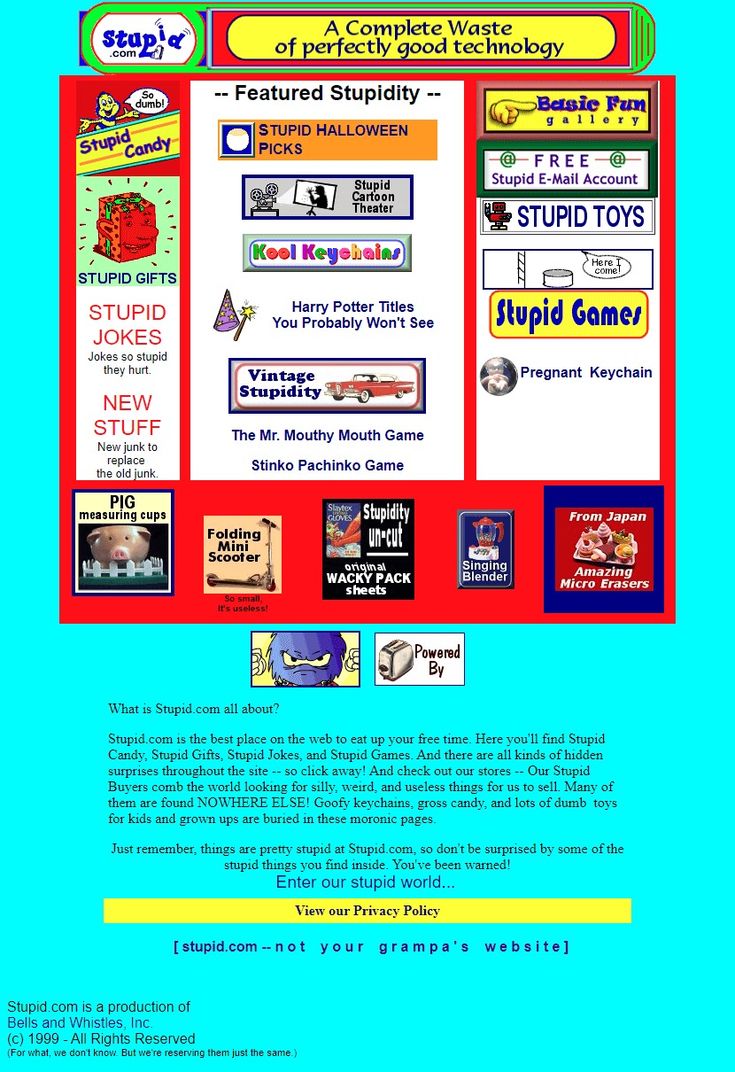 Stupid
.com
A Complete Waste
of perfectly good technology
So
dumb!
Stupid
Candy
STUPID GIFTS
STUPID
JOKES
Jokes so stupid
they hurt.
NEW
STUFF
New junk to
replace
the old junk.
-- Featured Stupidity --
STUPID HALLOWEEN
PICKS
Stupid
Cartoon
Theater
Kool Keychains
Harry Potter Titles
You Probably Won't See
Vintage
Stupidity
The Mr. Mouthy Mouth Game
Stinko Pachinko Game
Basic Fun
gallery
@ FREE @
Stupid E-Mail Account
STUPID TOYS
Here I
come!
Stupid Games
Pregnant Keychain
PIG
measuring cups
Folding
Mini
Scooter
So small,
It's useless!
Slaytex
GLOVES
Stupidity
un-cut
original
WACKY PACK
sheets
Singing
Blender
From Japan
Amazing
Micro Erasers
Powered
By
What is Stupid.com all about?
Stupid.com is the best place on the web to eat up your free time. Here you'll find Stupid
Candy, Stupid Gifts, Stupid Jokes, and Stupid Games. And there are all kinds of hidden
surprises throughout the site -- so click away! And check out our stores -- Our Stupid
Buyers comb the world looking for silly, weird, and useless things for us to sell. Many of
them are found NOWHERE ELSE! Goofy keychains, gross candy, and lots of dumb toys
for kids and grown ups are buried in these moronic pages.
Just remember, things are pretty stupid at Stupid.com, so don't be surprised by some of the
stupid things you find inside. You've been warned!
Enter our stupid world...
View our Privacy Policy
[ stupid.com -- n o t y o u r g r a m p a ' s w e b s i t e ]
Stupid.com is a production of
Bells and Whistles, Inc.
(c) 1999 - All Rights Reserved
(For what, we don't know. But we're reserving them just the same.)